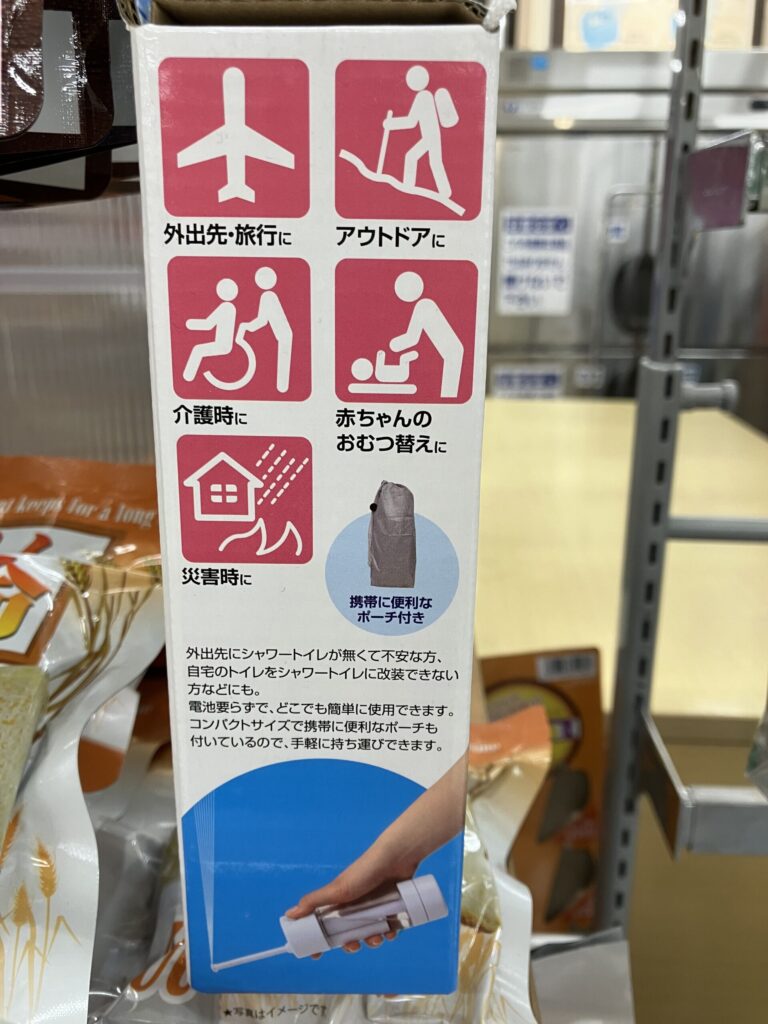 外出先・旅行に
アウトドアに
介護時に
赤ちゃんの
おむつ替えに
災害時に
携帯に便利な
ポーチ付き
外出先にシャワートイレが無くて不安な方、
自宅のトイレをシャワートイレに改装できない
方などにも。
電池要らずで、どこでも簡単に使用できます。
コンパクトサイズで携帯に便利なポーチも
付いているので、手軽に持ち運びできます。
★写真はイメージです
keeps for a long